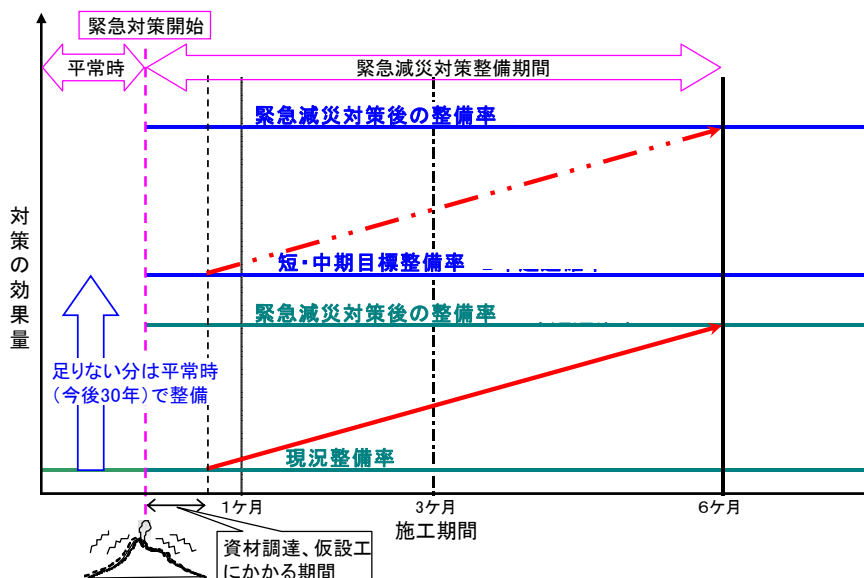 緊急対策開始
平常時
緊急減災対策整備期間
緊急減災対策後の整備率
対策の効果量
短・中期目標整備率
緊急減災対策後の整備率
足りない分は平常時
（今後30年）で整備
現況整備率
1ケ月
3ケ月
6ケ月
施工期間
資材調達、仮設工
にかかる期間